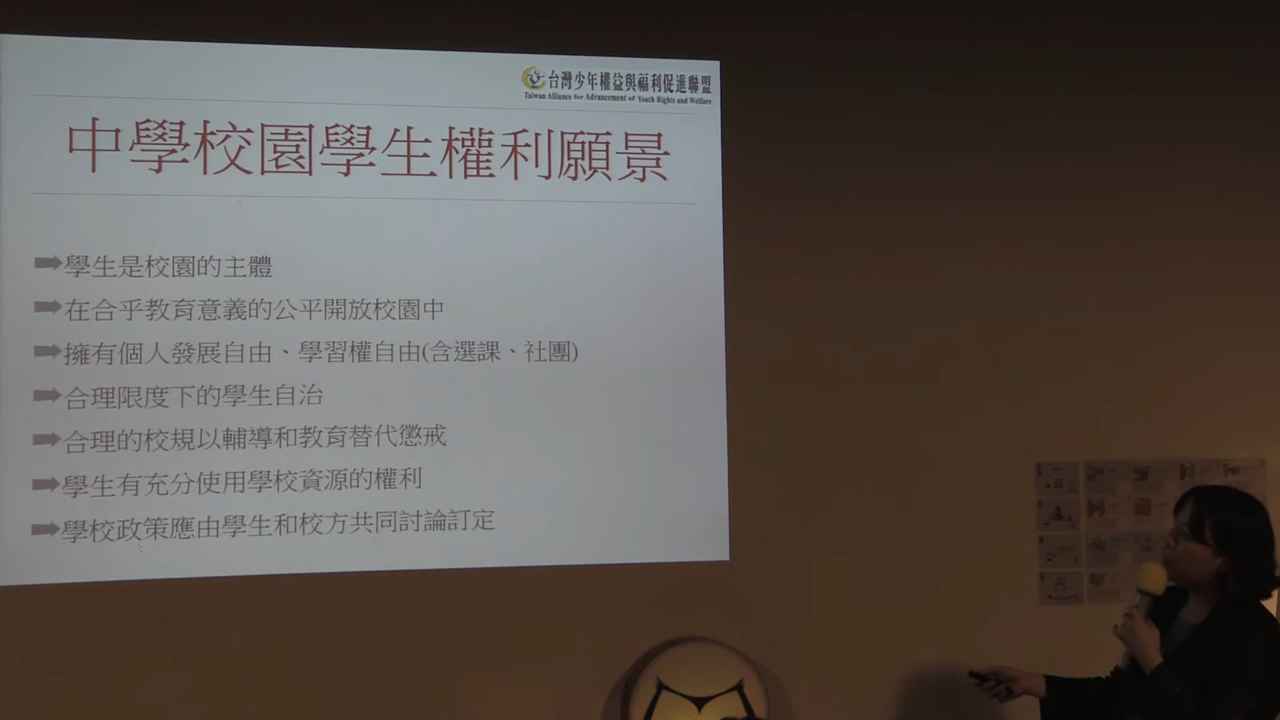 台灣少年權益與福利促進聯盟
Taiwan Alliance for Advancement of Youth Rights and Welfare
中學校園學生權利願景
學生是校園的主體
在合乎教育意義的公平開放校園中
擁有個人發展自由、學習權自由(含選課、社團)
合理限度下的學生自治
合理的校規以輔導和教育替代懲戒
學生有充分使用學校資源的權利
學校政策應由學生和校方共同討論訂定